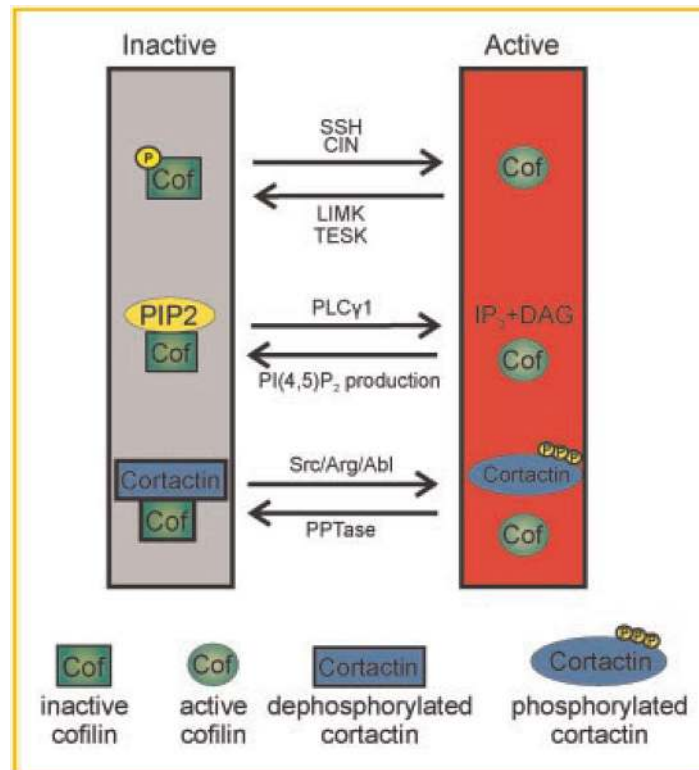 Inactive Active
SSH
CIN
P
Cof Cof
LIMK
TESK
PIP2 PLCγ1 IP₃+DAG
Cof Cof
PI(4,5)P₂ production
PPP
Cortactin Src/Arg/Abl Cortactin
Cof PPTase Cof
PPP
Cof Cof Cortactin Cortactin
inactive active dephosphorylated phosphorylated
cofilin cofilin cortactin cortactin